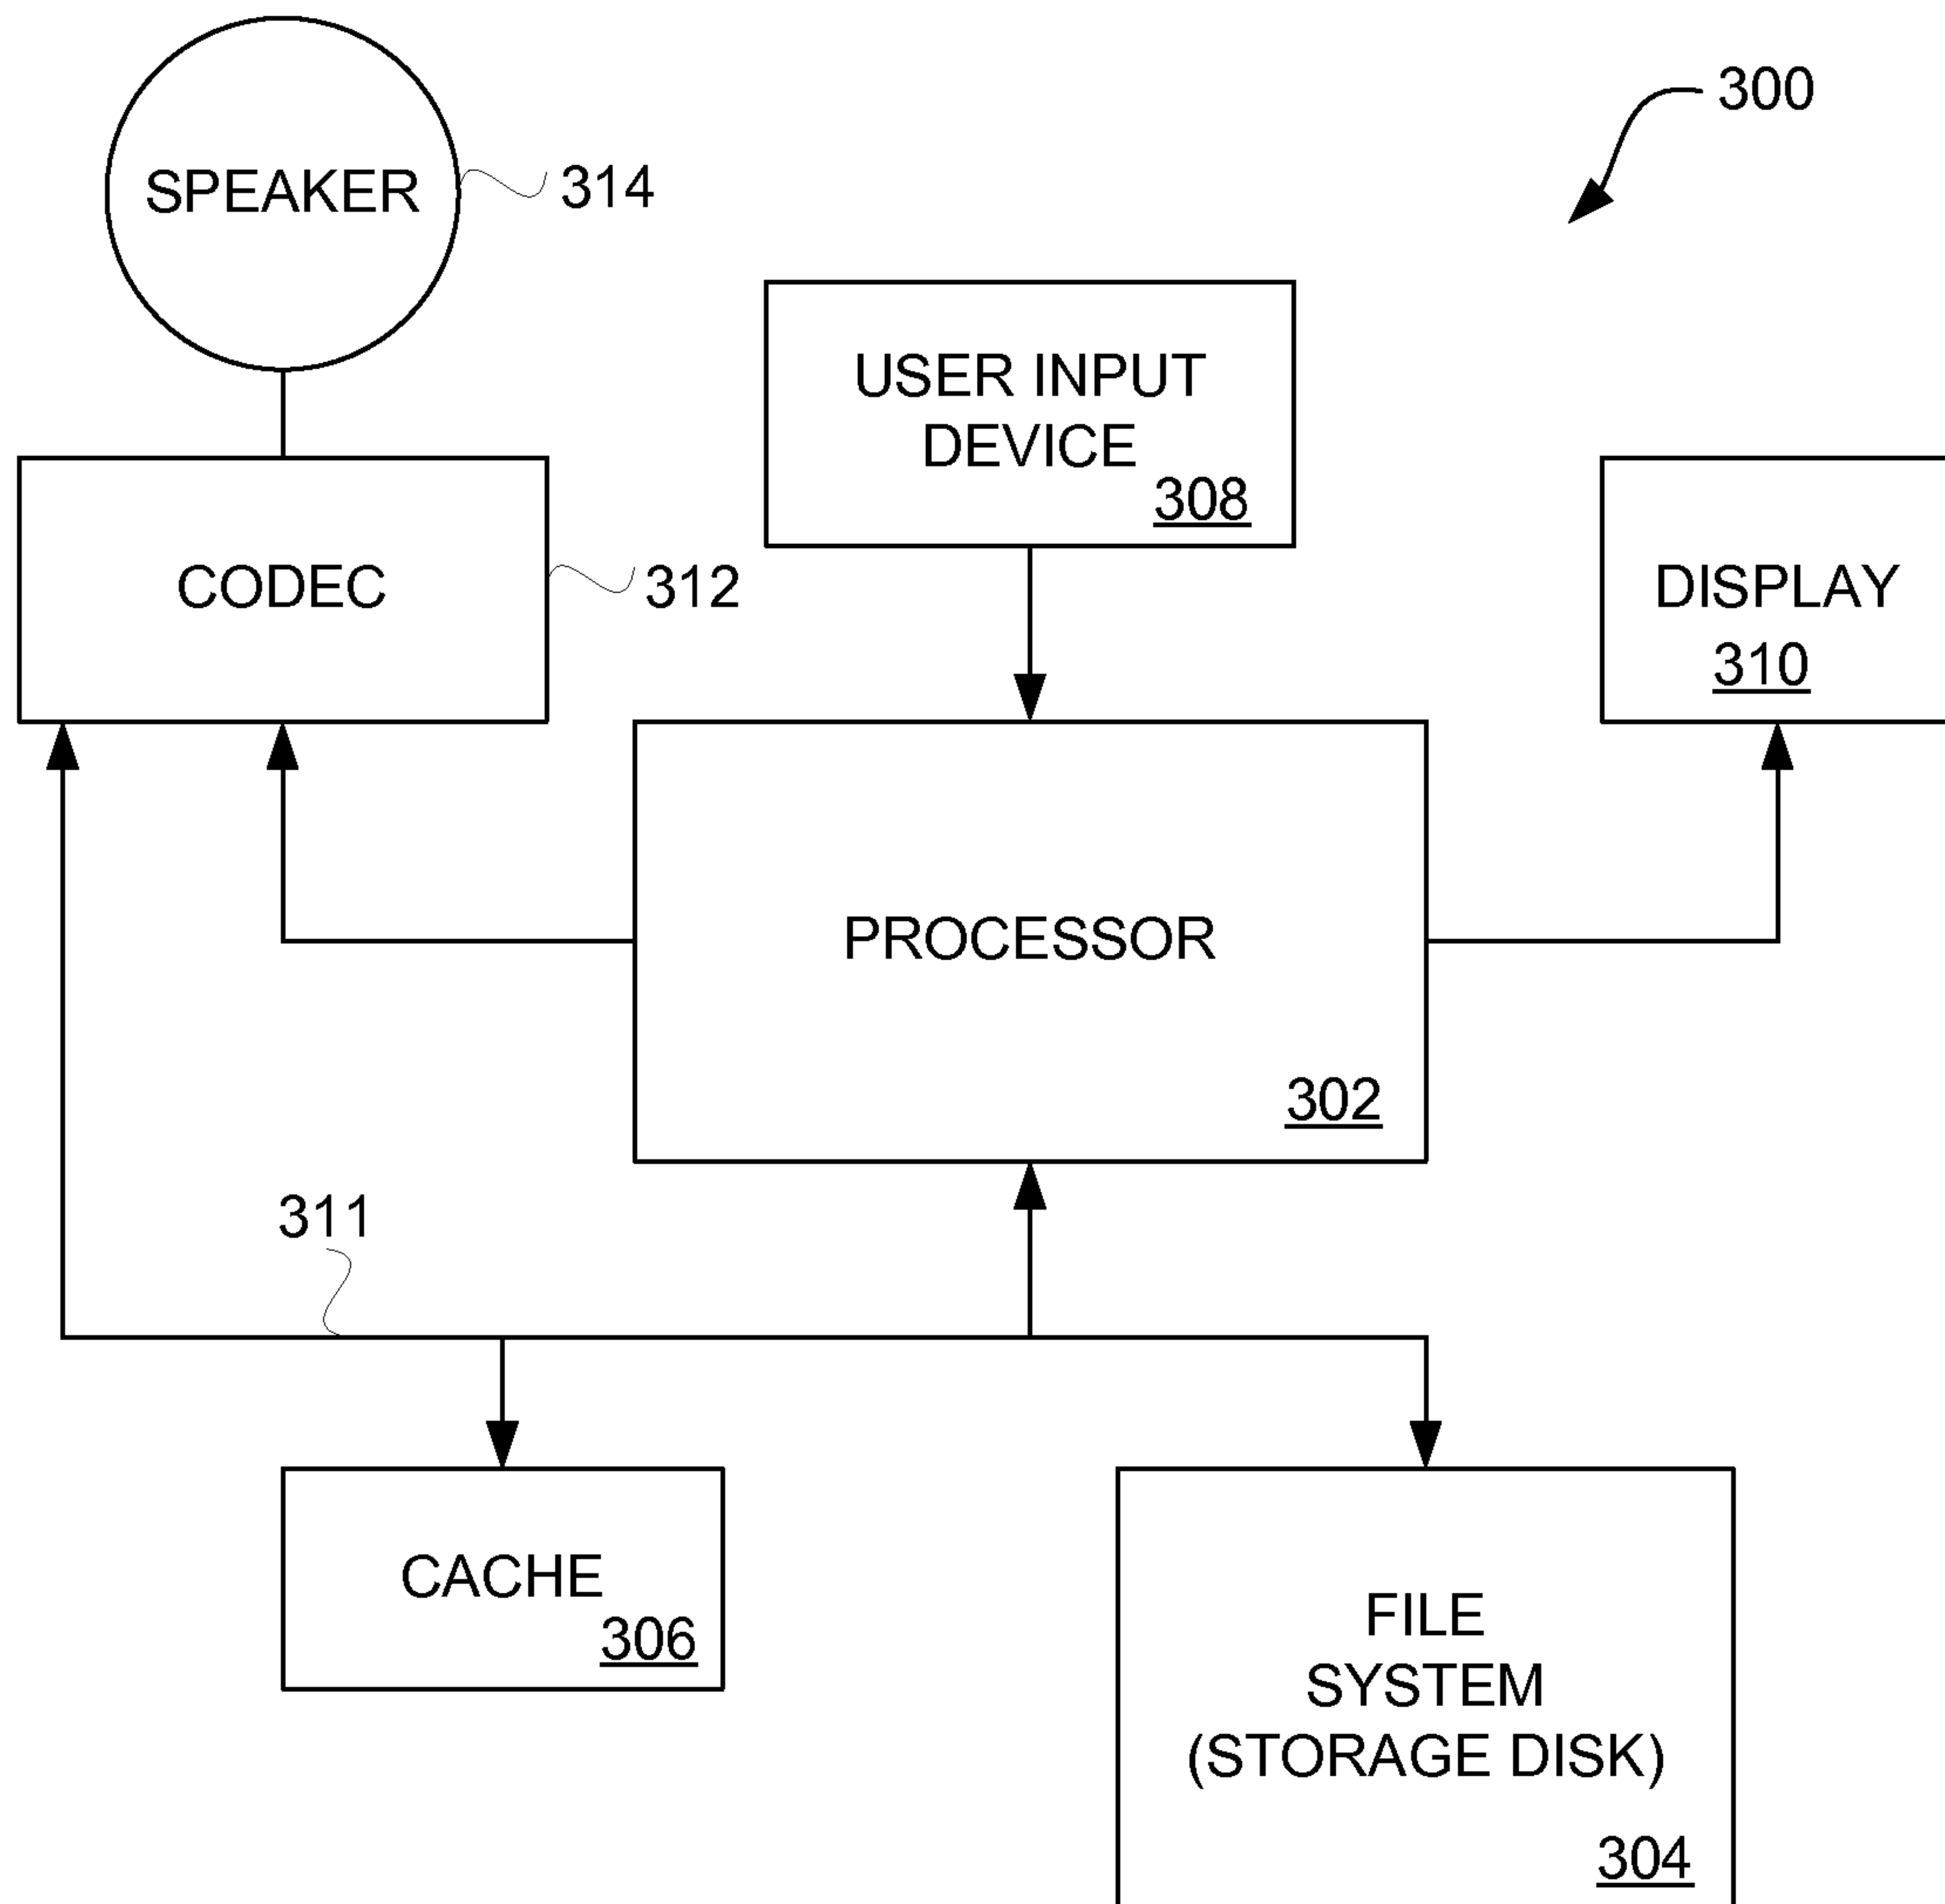 300
SPEAKER
314
USER INPUT
DEVICE
308
CODEC
312
DISPLAY
310
PROCESSOR
302
311
CACHE
306
FILE
SYSTEM
(STORAGE DISK)
304